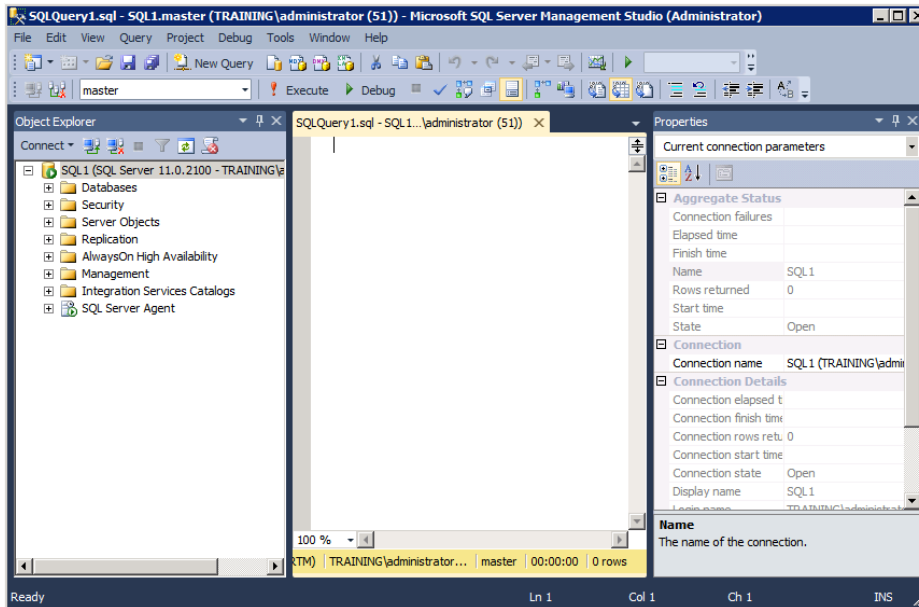 SQLQuery1.sql - SQL1.master (TRAINING\administrator (51)) - Microsoft SQL Server Management Studio (Administrator)
File Edit View Query Project Debug Tools Window Help
New Query
master Execute Debug
Object Explorer
Connect
SQL1 (SQL Server 11.0.2100 - TRAINING\a
Databases
Security
Server Objects
Replication
AlwaysOn High Availability
Management
Integration Services Catalogs
SQL Server Agent
SQLQuery1.sql - SQL1...\administrator (51))
100 %
RTM) TRAINING\administrator... master 00:00:00 0 rows
Properties
Current connection parameters
Aggregate Status
Connection failures
Elapsed time
Finish time
Name SQL1
Rows returned 0
Start time
State Open
Connection
Connection name SQL1 (TRAINING\admi
Connection Details
Connection elapsed t
Connection finish time
Connection rows retu 0
Connection start time
Connection state Open
Display name SQL1
Login name TRAINING\administrat
Name
The name of the connection.
Ready Ln 1 Col 1 Ch 1 INS